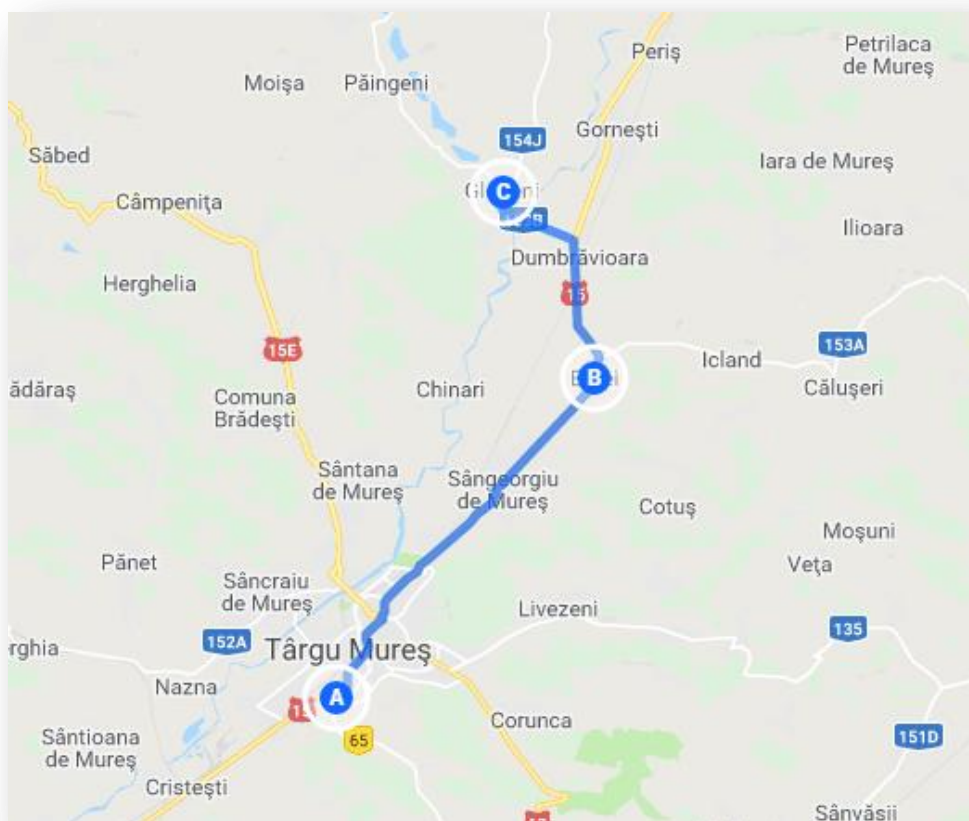 Periş
Petrilaca
de Mureş
Moişa
Păingeni
Gorneşti
154J
Săbed
Iara de Mureş
C
Câmpeniţa
Ilioara
Dumbrăvioara
Herghelia
15
153A
15E
Icland
B
ădăraş
Chinari
Căluşeri
Comuna
Brădeşti
Sântana
de Mureş
Sângeorgiu
de Mureş
Cotuş
Moşuni
Pănet
Veţa
Sâncraiu
de Mureş
Livezeni
135
152A
erghia
Târgu Mureş
Nazna
A
Corunca
65
151D
Sântioana
de Mureş
Cristeşti
Sânvăsii